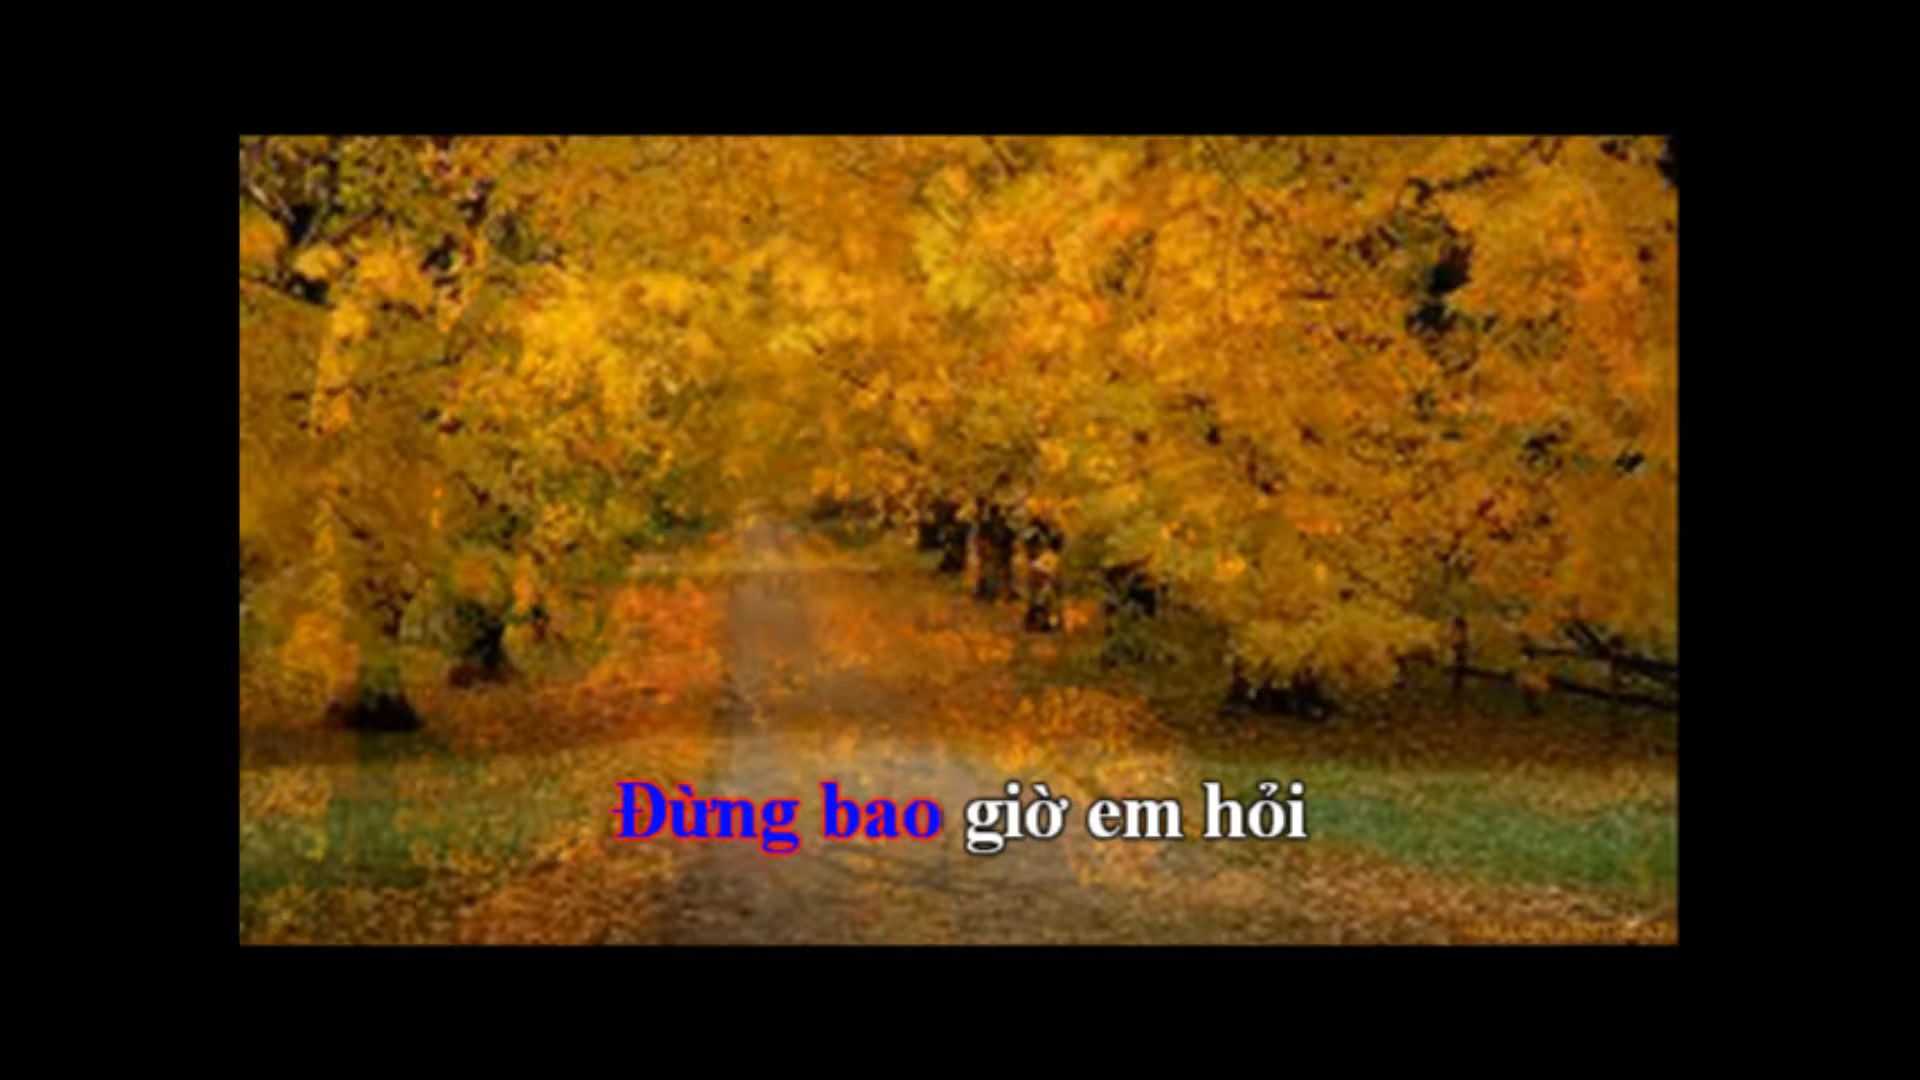 Đừng bao giờ em hỏi